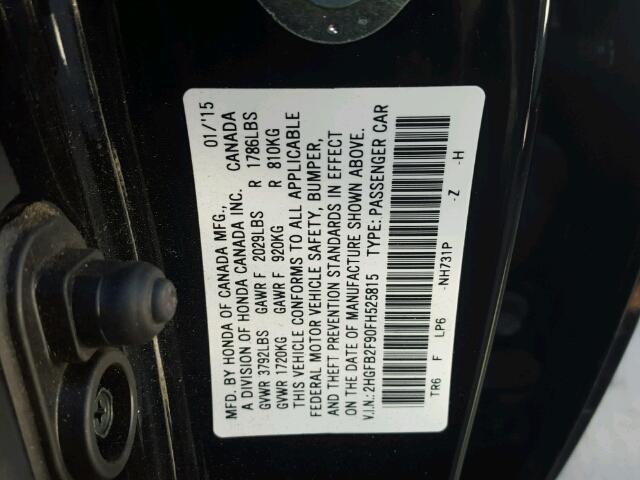 MFD. BY HONDA OF CANADA MFG., 01/'15
A DIVISION OF HONDA CANADA INC. CANADA
GVWR 3792LBS GAWR F 2029LBS R 1786LBS
GVWR 1720KG GAWR F 920KG R 810KG
THIS VEHICLE CONFORMS TO ALL APPLICABLE
FEDERAL MOTOR VEHICLE SAFETY, BUMPER,
AND THEFT PREVENTION STANDARDS IN EFFECT
ON THE DATE OF MANUFACTURE SHOWN ABOVE.
V.I.N.: 2HGFB2F90FH525815 TYPE: PASSENGER CAR
TR6 F LP6 -NH731P -Z -H